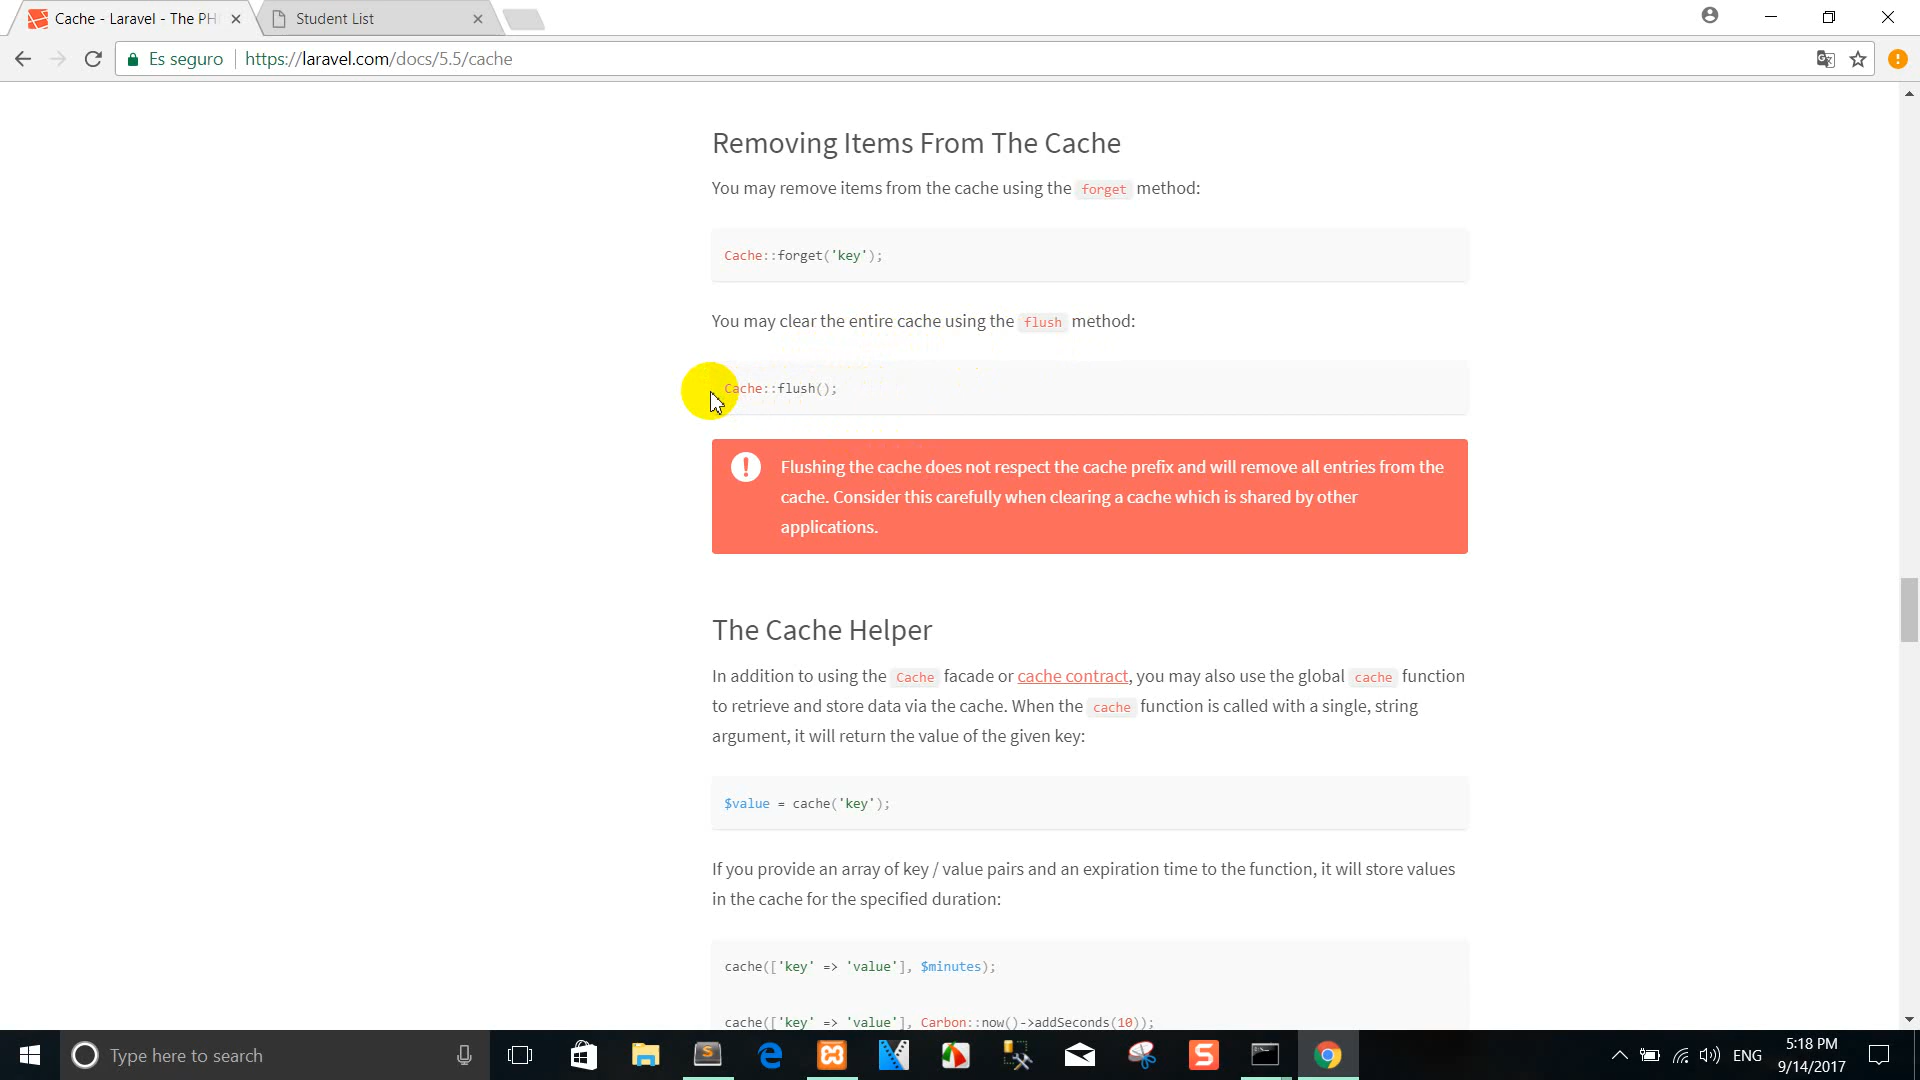 Cache - Laravel - The PH
Student List
Es seguro
https://laravel.com/docs/5.5/cache
Removing Items From The Cache
You may remove items from the cache using the forget method:
Cache::forget('key');
You may clear the entire cache using the flush method:
Cache::flush();
Flushing the cache does not respect the cache prefix and will remove all entries from the
cache. Consider this carefully when clearing a cache which is shared by other
applications.
The Cache Helper
In addition to using the Cache facade or cache contract, you may also use the global cache function
to retrieve and store data via the cache. When the cache function is called with a single, string
argument, it will return the value of the given key:
$value = cache('key');
If you provide an array of key / value pairs and an expiration time to the function, it will store values
in the cache for the specified duration:
cache(['key' => 'value'], $minutes);
cache(['key' => 'value'], Carbon::now()->addSeconds(10));
Type here to search
ENG
5:18 PM
9/14/2017